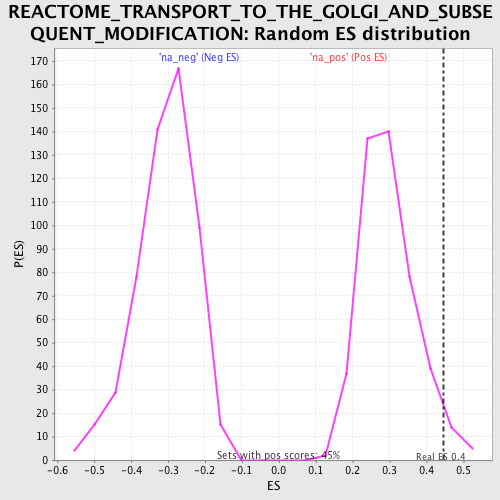 REACTOME_TRANSPORT_TO_THE_GOLGI_AND_SUBSE
QUENT_MODIFICATION: Random ES distribution
'na_neg' (Neg ES) 'na_pos' (Pos ES)
170
160
150
140
130
120
110
100
90
80
70
60
50
40
30
20
10
0
P(ES)
Sets with pos scores: 45%
Real ES 0.4
-0.6 -0.5 -0.4 -0.3 -0.2 -0.1 0.0 0.1 0.2 0.3 0.4 0.5
ES